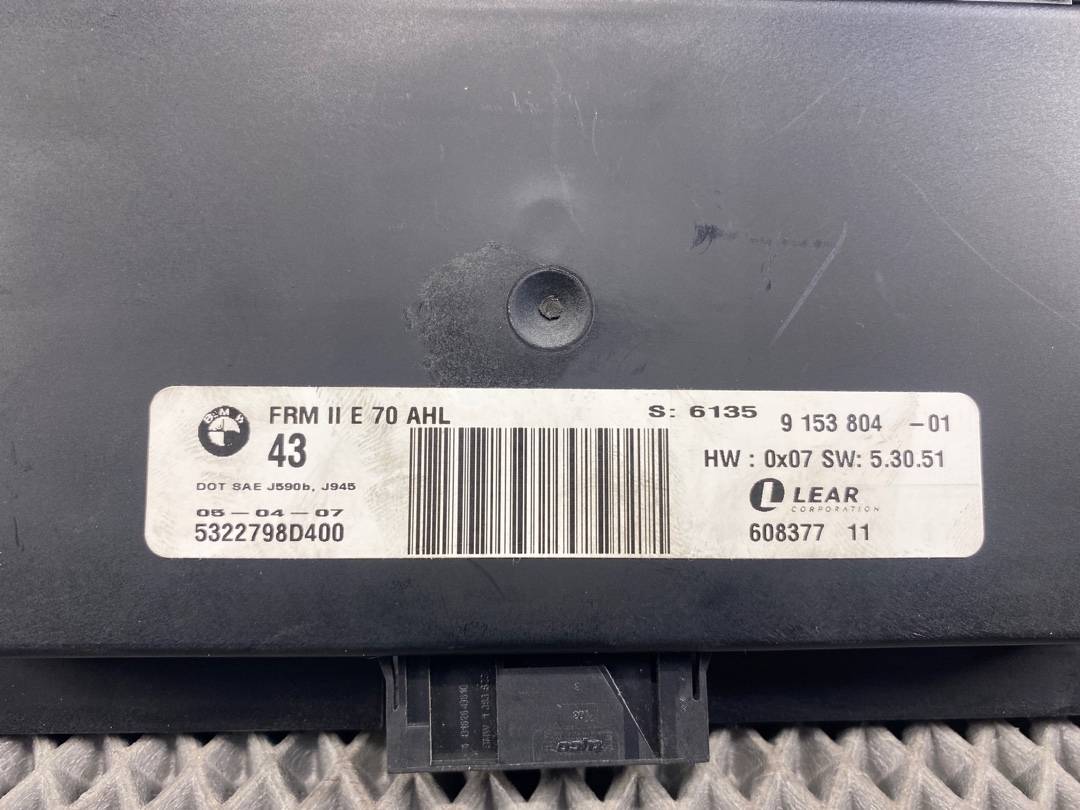 BMW
FRM II E 70 AHL
43
DOT SAE J590b, J945
05 – 04 – 07
5322798D400
S: 6135
9 153 804 -01
HW : 0x07 SW: 5.30.51
LEAR
CORPORATION
608377 11